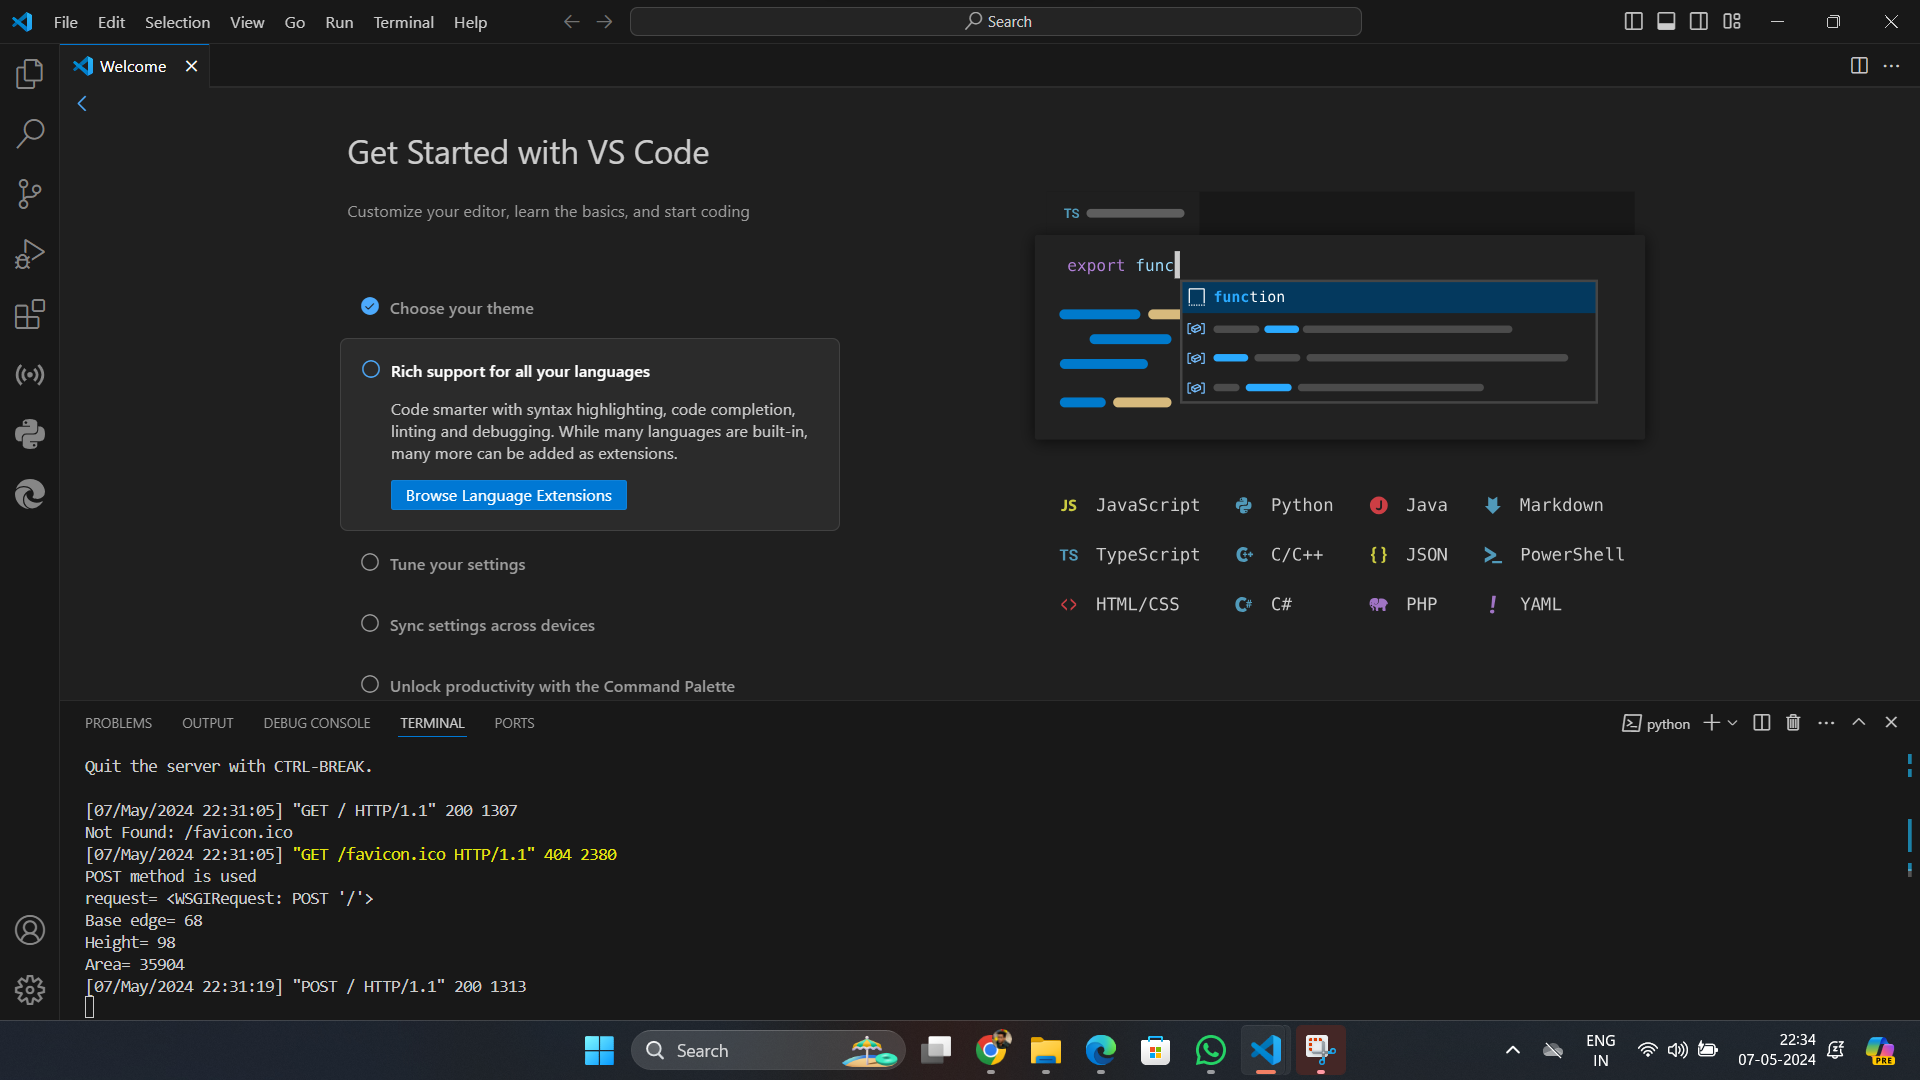 File Edit Selection View Go Run Terminal Help
Search
Welcome
Get Started with VS Code
Customize your editor, learn the basics, and start coding
Choose your theme
Rich support for all your languages
Code smarter with syntax highlighting, code completion,
linting and debugging. While many languages are built-in,
many more can be added as extensions.
Browse Language Extensions
Tune your settings
Sync settings across devices
Unlock productivity with the Command Palette
TS
export func
function
JS JavaScript Python J Java Markdown
TS TypeScript C/C++ {} JSON PowerShell
<> HTML/CSS C# PHP ! YAML
PROBLEMS OUTPUT DEBUG CONSOLE TERMINAL PORTS
python
Quit the server with CTRL-BREAK.
[07/May/2024 22:31:05] "GET / HTTP/1.1" 200 1307
Not Found: /favicon.ico
[07/May/2024 22:31:05] "GET /favicon.ico HTTP/1.1" 404 2380
POST method is used
request= <WSGIRequest: POST '/'>
Base edge= 68
Height= 98
Area= 35904
[07/May/2024 22:31:19] "POST / HTTP/1.1" 200 1313
Search
ENG
IN
22:34
07-05-2024
PRE